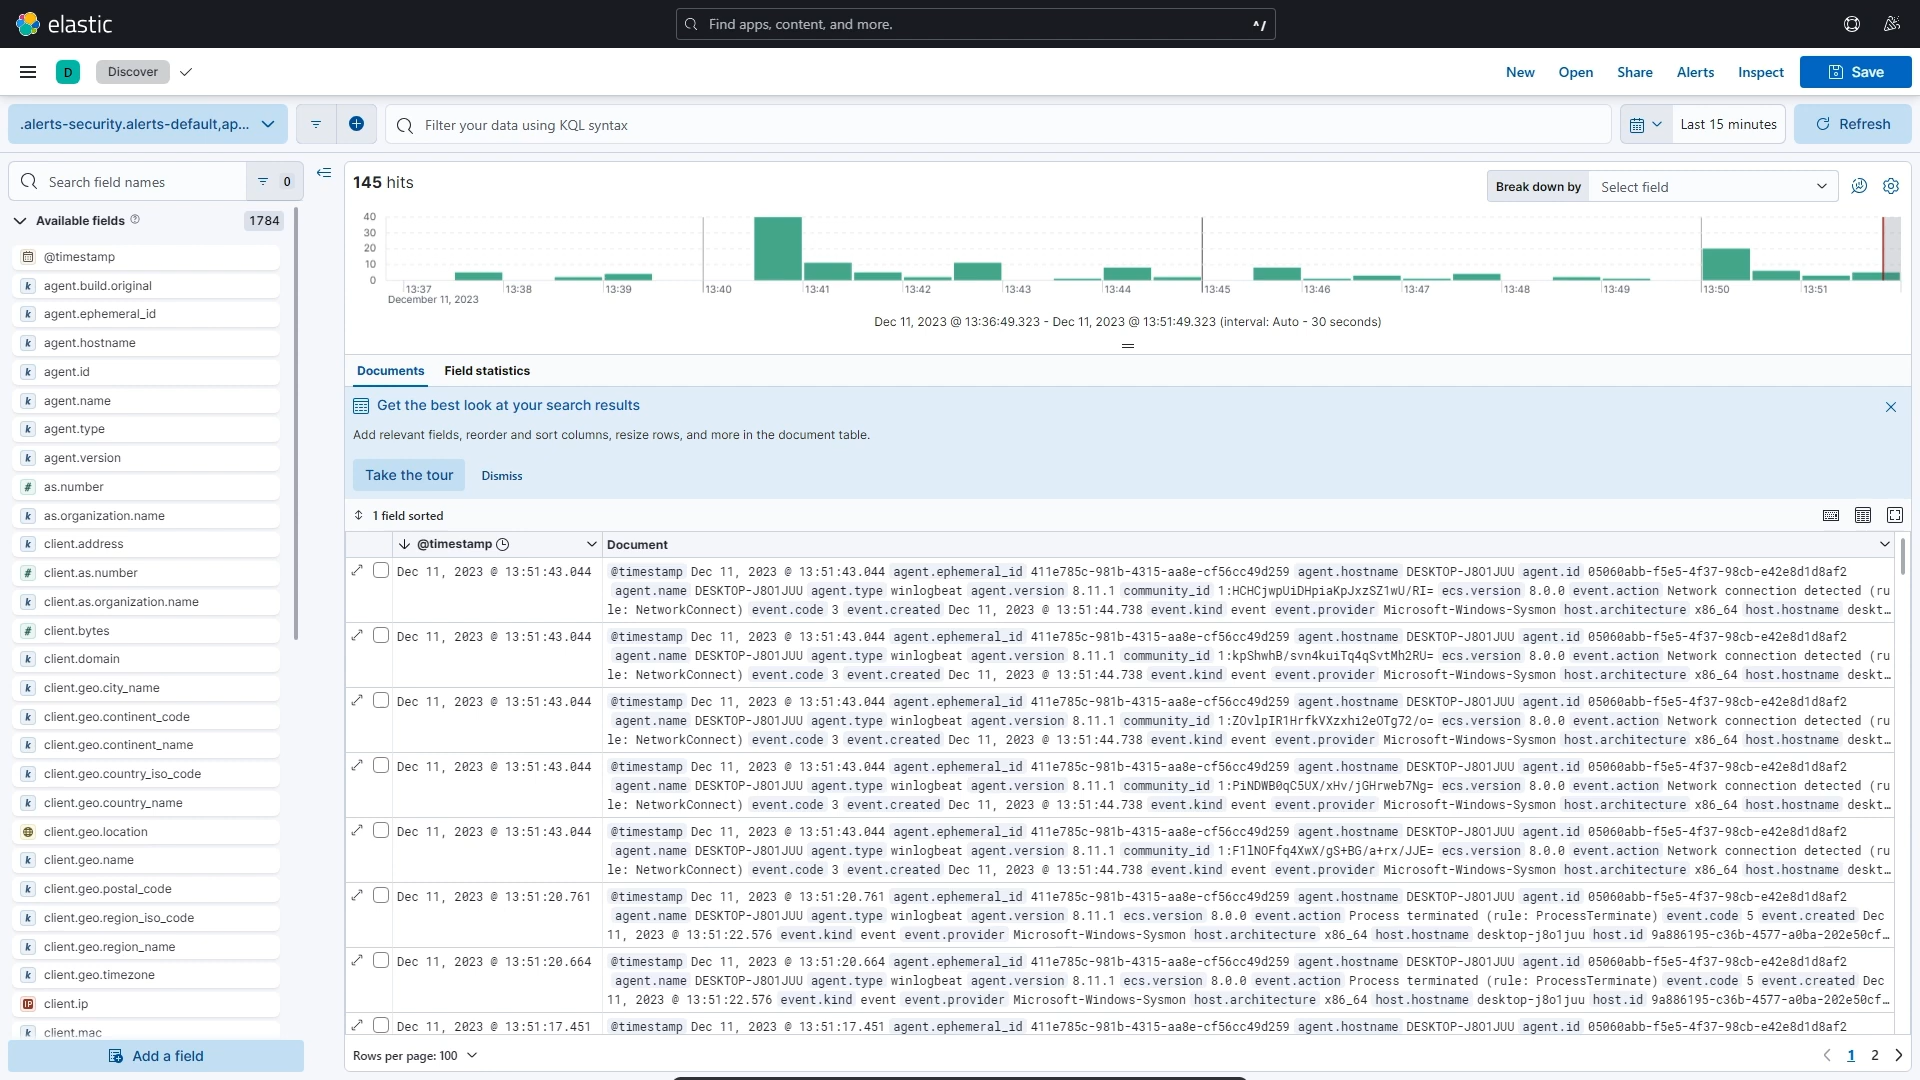 elastic
Find apps, content, and more.
^/
D
Discover
New
Open
Share
Alerts
Inspect
Save
.alerts-security.alerts-default,ap...
Filter your data using KQL syntax
Last 15 minutes
Refresh
Search field names
0
Available fields
1784
@timestamp
agent.build.original
agent.ephemeral_id
agent.hostname
agent.id
agent.name
agent.type
agent.version
as.number
as.organization.name
client.address
client.as.number
client.as.organization.name
client.bytes
client.domain
client.geo.city_name
client.geo.continent_code
client.geo.continent_name
client.geo.country_iso_code
client.geo.country_name
client.geo.location
client.geo.name
client.geo.postal_code
client.geo.region_iso_code
client.geo.region_name
client.geo.timezone
client.ip
client.mac
Add a field
145 hits
Break down by
Select field
40
30
20
10
0
13:37 13:38 13:39 13:40 13:41 13:42 13:43 13:44 13:45 13:46 13:47 13:48 13:49 13:50 13:51
December 11, 2023
Dec 11, 2023 @ 13:36:49.323 - Dec 11, 2023 @ 13:51:49.323 (interval: Auto - 30 seconds)
Documents
Field statistics
Get the best look at your search results
Add relevant fields, reorder and sort columns, resize rows, and more in the document table.
Take the tour
Dismiss
1 field sorted
@timestamp
Document
Dec 11, 2023 @ 13:51:43.044 @timestamp Dec 11, 2023 @ 13:51:43.044 agent.ephemeral_id 411e785c-981b-4315-aa8e-cf56cc49d259 agent.hostname DESKTOP-J8O1JUU agent.id 05060abb-f5e5-4f37-98cb-e42e8d1d8af2
agent.name DESKTOP-J8O1JUU agent.type winlogbeat agent.version 8.11.1 community_id 1:HCHCjwpUiDHpiaKpJxzSZ1wU/RI= ecs.version 8.0.0 event.action Network connection detected (ru
le: NetworkConnect) event.code 3 event.created Dec 11, 2023 @ 13:51:44.738 event.kind event event.provider Microsoft-Windows-Sysmon host.architecture x86_64 host.hostname deskt...
Dec 11, 2023 @ 13:51:43.044 @timestamp Dec 11, 2023 @ 13:51:43.044 agent.ephemeral_id 411e785c-981b-4315-aa8e-cf56cc49d259 agent.hostname DESKTOP-J8O1JUU agent.id 05060abb-f5e5-4f37-98cb-e42e8d1d8af2
agent.name DESKTOP-J8O1JUU agent.type winlogbeat agent.version 8.11.1 community_id 1:kpShwhB/svn4kuiTq4qSvtMh2RU= ecs.version 8.0.0 event.action Network connection detected (ru
le: NetworkConnect) event.code 3 event.created Dec 11, 2023 @ 13:51:44.738 event.kind event event.provider Microsoft-Windows-Sysmon host.architecture x86_64 host.hostname deskt...
Dec 11, 2023 @ 13:51:43.044 @timestamp Dec 11, 2023 @ 13:51:43.044 agent.ephemeral_id 411e785c-981b-4315-aa8e-cf56cc49d259 agent.hostname DESKTOP-J8O1JUU agent.id 05060abb-f5e5-4f37-98cb-e42e8d1d8af2
agent.name DESKTOP-J8O1JUU agent.type winlogbeat agent.version 8.11.1 community_id 1:ZOvlpIR1HrfkVXzxhi2eOTg72/o= ecs.version 8.0.0 event.action Network connection detected (ru
le: NetworkConnect) event.code 3 event.created Dec 11, 2023 @ 13:51:44.738 event.kind event event.provider Microsoft-Windows-Sysmon host.architecture x86_64 host.hostname deskt...
Dec 11, 2023 @ 13:51:43.044 @timestamp Dec 11, 2023 @ 13:51:43.044 agent.ephemeral_id 411e785c-981b-4315-aa8e-cf56cc49d259 agent.hostname DESKTOP-J8O1JUU agent.id 05060abb-f5e5-4f37-98cb-e42e8d1d8af2
agent.name DESKTOP-J8O1JUU agent.type winlogbeat agent.version 8.11.1 community_id 1:PiNDWB0qC5UX/xHv/jGHrweb7Ng= ecs.version 8.0.0 event.action Network connection detected (ru
le: NetworkConnect) event.code 3 event.created Dec 11, 2023 @ 13:51:44.738 event.kind event event.provider Microsoft-Windows-Sysmon host.architecture x86_64 host.hostname deskt...
Dec 11, 2023 @ 13:51:43.044 @timestamp Dec 11, 2023 @ 13:51:43.044 agent.ephemeral_id 411e785c-981b-4315-aa8e-cf56cc49d259 agent.hostname DESKTOP-J8O1JUU agent.id 05060abb-f5e5-4f37-98cb-e42e8d1d8af2
agent.name DESKTOP-J8O1JUU agent.type winlogbeat agent.version 8.11.1 community_id 1:F1lNOFfq4XwX/gS+BG/a+rx/JJE= ecs.version 8.0.0 event.action Network connection detected (ru
le: NetworkConnect) event.code 3 event.created Dec 11, 2023 @ 13:51:44.738 event.kind event event.provider Microsoft-Windows-Sysmon host.architecture x86_64 host.hostname deskt...
Dec 11, 2023 @ 13:51:20.761 @timestamp Dec 11, 2023 @ 13:51:20.761 agent.ephemeral_id 411e785c-981b-4315-aa8e-cf56cc49d259 agent.hostname DESKTOP-J8O1JUU agent.id 05060abb-f5e5-4f37-98cb-e42e8d1d8af2
agent.name DESKTOP-J8O1JUU agent.type winlogbeat agent.version 8.11.1 ecs.version 8.0.0 event.action Process terminated (rule: ProcessTerminate) event.code 5 event.created Dec
11, 2023 @ 13:51:22.576 event.kind event event.provider Microsoft-Windows-Sysmon host.architecture x86_64 host.hostname desktop-j8o1juu host.id 9a886195-c36b-4577-a0ba-202e50cf...
Dec 11, 2023 @ 13:51:20.664 @timestamp Dec 11, 2023 @ 13:51:20.664 agent.ephemeral_id 411e785c-981b-4315-aa8e-cf56cc49d259 agent.hostname DESKTOP-J8O1JUU agent.id 05060abb-f5e5-4f37-98cb-e42e8d1d8af2
agent.name DESKTOP-J8O1JUU agent.type winlogbeat agent.version 8.11.1 ecs.version 8.0.0 event.action Process terminated (rule: ProcessTerminate) event.code 5 event.created Dec
11, 2023 @ 13:51:22.576 event.kind event event.provider Microsoft-Windows-Sysmon host.architecture x86_64 host.hostname desktop-j8o1juu host.id 9a886195-c36b-4577-a0ba-202e50cf...
Dec 11, 2023 @ 13:51:17.451 @timestamp Dec 11, 2023 @ 13:51:17.451 agent.ephemeral_id 411e785c-981b-4315-aa8e-cf56cc49d259 agent.hostname DESKTOP-J8O1JUU agent.id 05060abb-f5e5-4f37-98cb-e42e8d1d8af2
Rows per page: 100
1 2